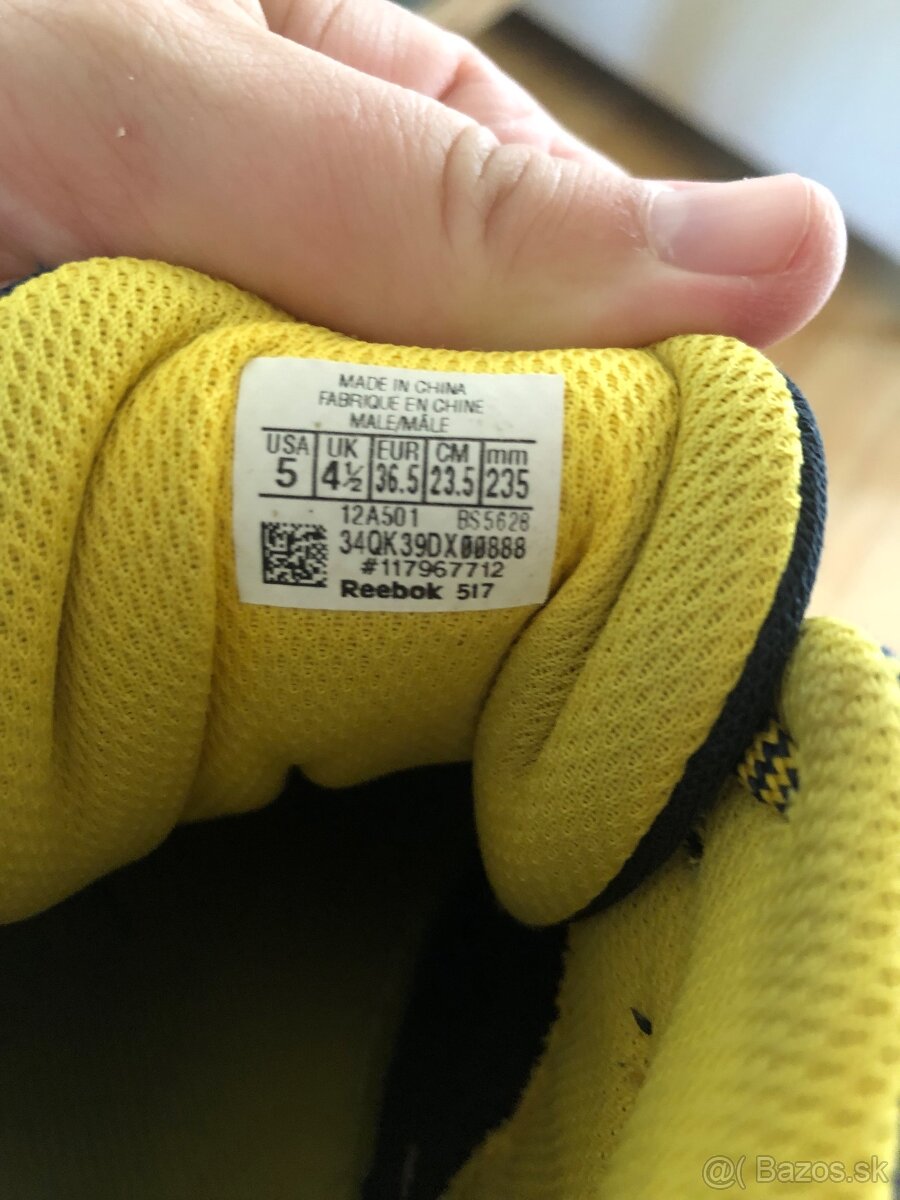 MADE IN CHINA
FABRIQUE EN CHINE
MALE/MÂLE
USA UK EUR CM mm
5 4½ 36.5 23.5 235
12A501 BS5628
34QK39DX00888
#117967712
Reebok 517
@( Bazos.sk